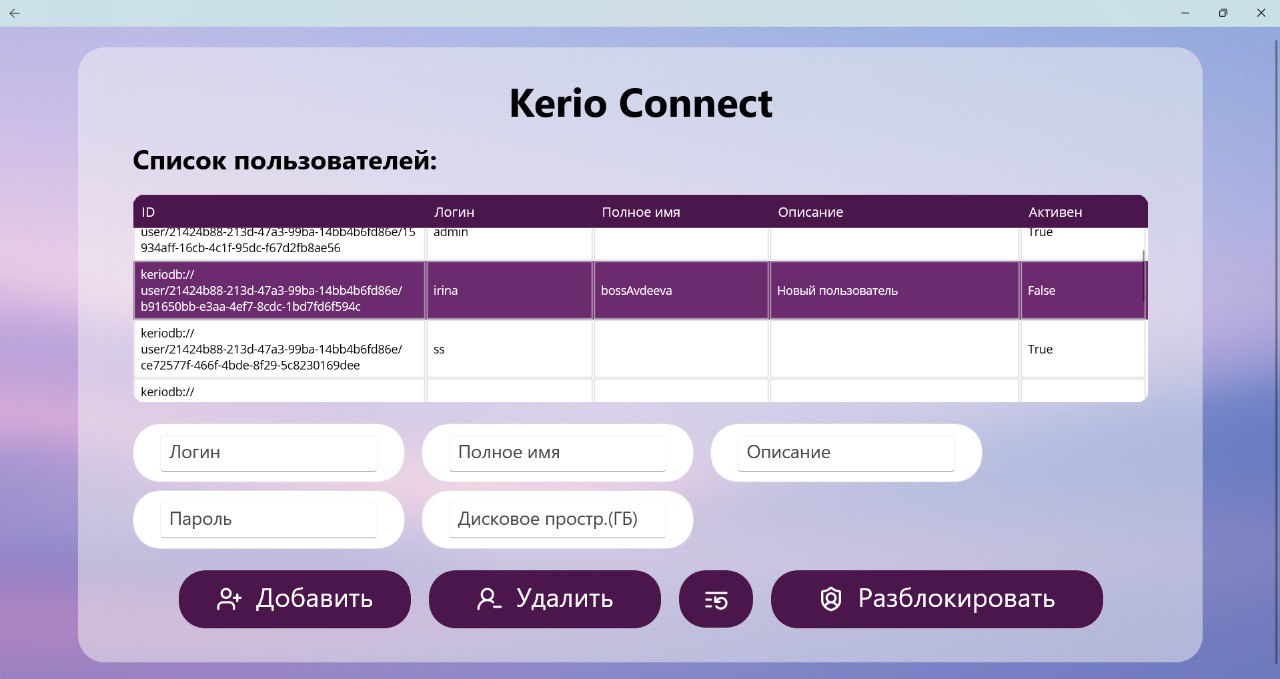 Kerio Connect
Список пользователей:
ID Логин Полное имя Описание Активен
user/21424b88-213d-47a3-99ba-14bb4b6fd86e/15 admin True
934aff-16cb-4c1f-95dc-f67d2fb8ae56
keriodb://
user/21424b88-213d-47a3-99ba-14bb4b6fd86e/ irina bossAvdeeva Новый пользователь False
b91650bb-e3aa-4ef7-8cdc-1bd7fd6f594c
keriodb://
user/21424b88-213d-47a3-99ba-14bb4b6fd86e/ ss True
ce72577f-466f-4bde-8f29-5c8230169dee
keriodb://
Логин Полное имя Описание
Пароль Дисковое простр.(ГБ)
Добавить Удалить Разблокировать